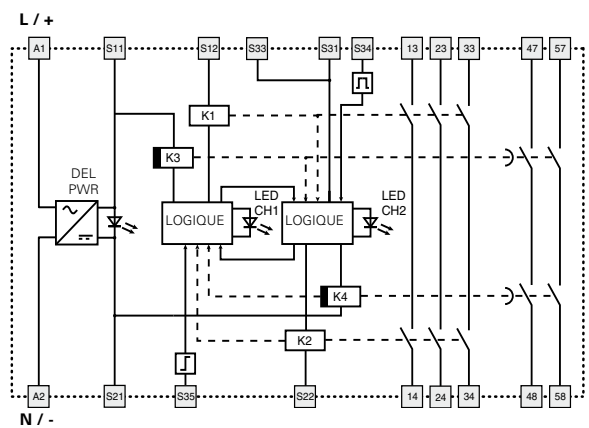 L / +
A1 S11 S12 S33 S31 S34 13 23 33 47 57
K1
K3
DEL
PWR
LOGIQUE
LED
CH1
LOGIQUE
LED
CH2
K4
K2
A2 S21 S35 S22 14 24 34 48 58
N / -